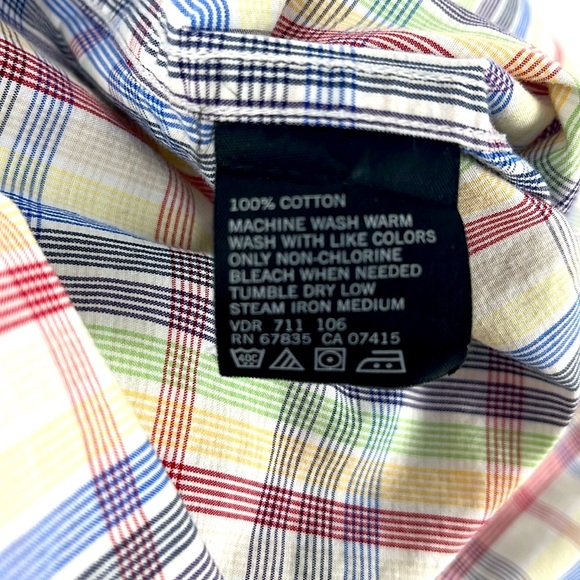 100% COTTON
MACHINE WASH WARM
WASH WITH LIKE COLORS
ONLY NON-CHLORINE
BLEACH WHEN NEEDED
TUMBLE DRY LOW
STEAM IRON MEDIUM
VDR 711 106
RN 67835 CA 07415
40C